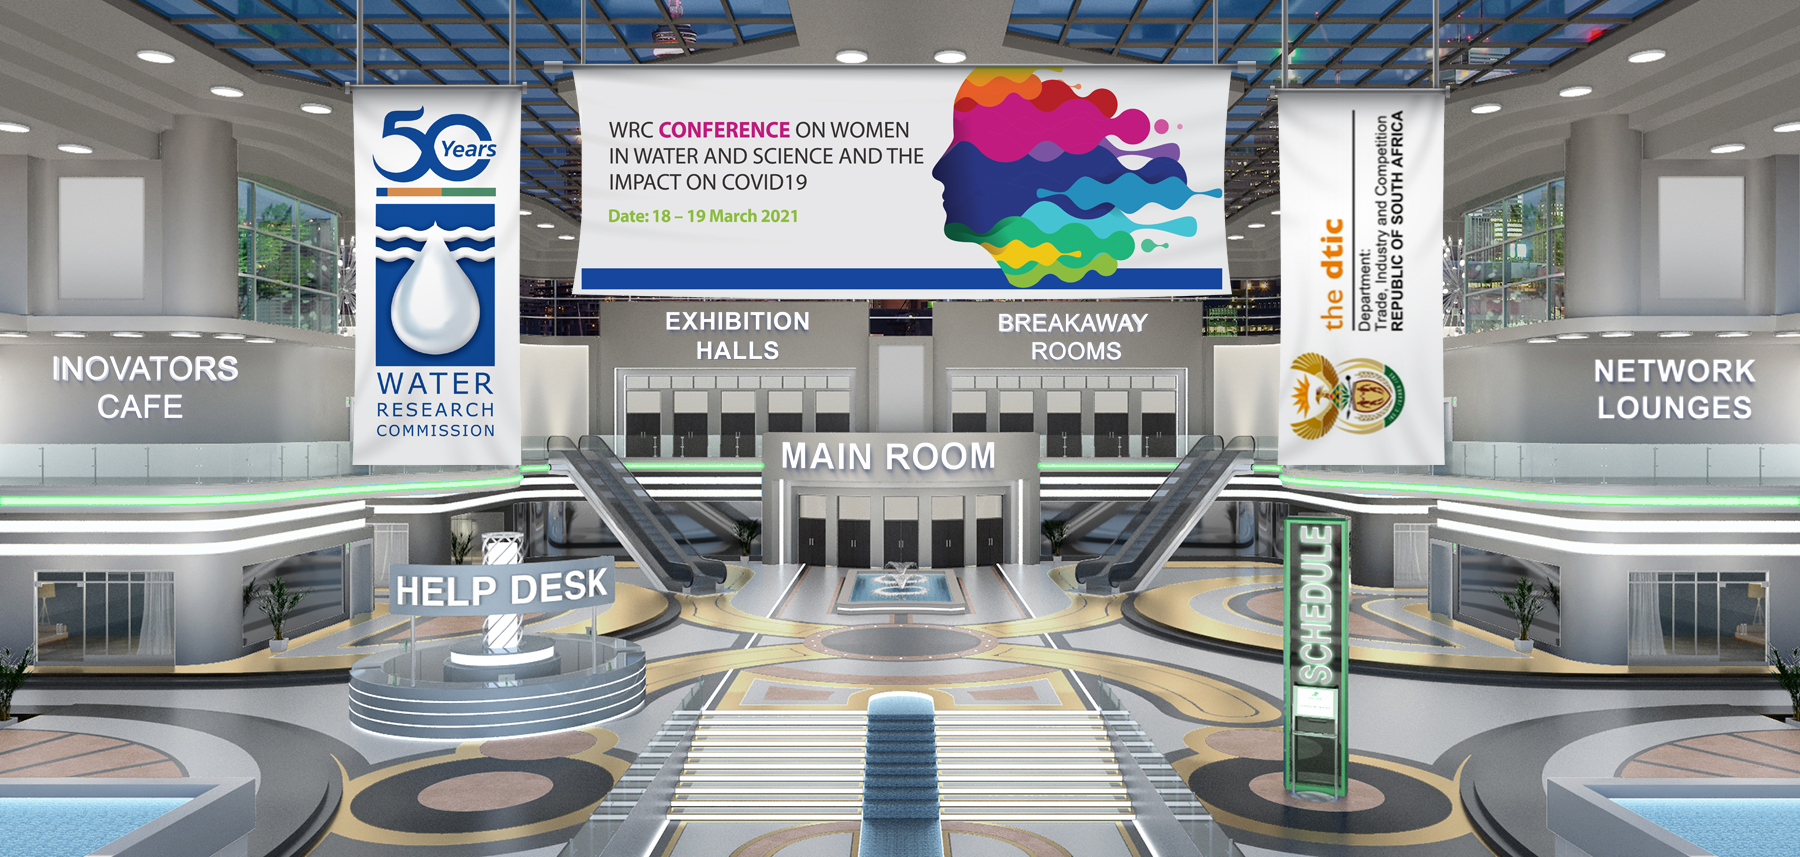 50
Years
WATER
RESEARCH
COMMISSION
WRC CONFERENCE ON WOMEN
IN WATER AND SCIENCE AND THE
IMPACT ON COVID19
Date: 18 – 19 March 2021
the dtic
Department:
Trade, Industry and Competition
REPUBLIC OF SOUTH AFRICA
EXHIBITION
HALLS
BREAKAWAY
ROOMS
INOVATORS
CAFE
NETWORK
LOUNGES
MAIN ROOM
HELP DESK
SCHEDULE